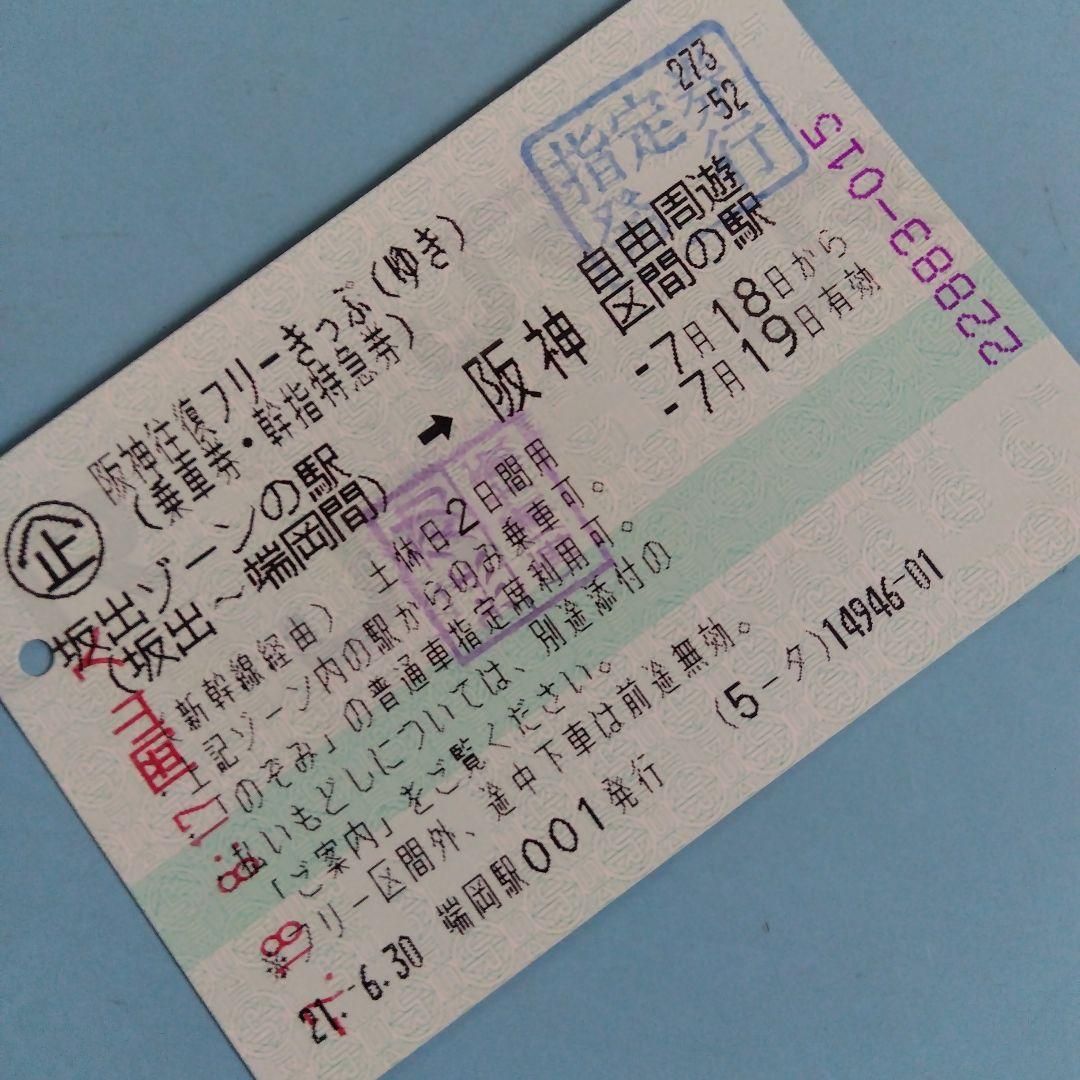 273
-52
指定券
発行
阪神往復フリーきっぷ(ゆき)
(乗車券・幹指特急券)
坂出ゾーンの駅
(坂出~端岡間)
➡
阪神
自由周遊
区間の駅
-7月18日から
-7月19日有効
(新幹線経由) 土休日2日間用
・上記ゾーン内の駅からのみ乗車可。
・「のぞみ」の普通車指定席利用可。
・払いもどしについては、別途添付の
「ご案内」をご覧ください。
※フリー区間外、途中下車は前途無効。
21.-6.30 端岡駅001発行 (5-タ)14946-01
22883-015